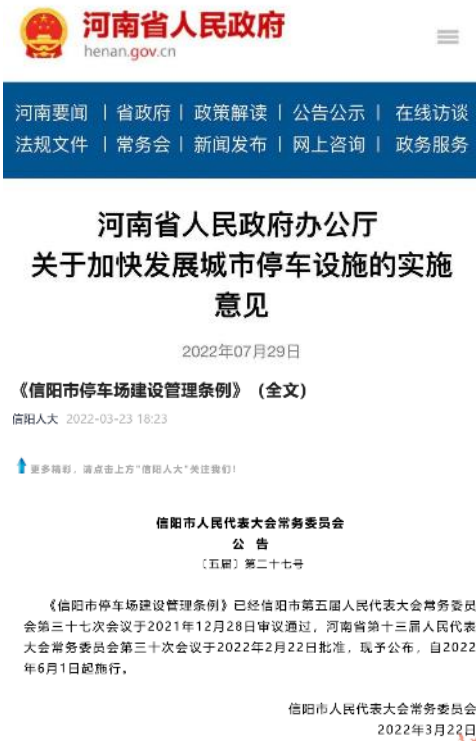 河南省人民政府
henan.gov.cn
河南要闻 | 省政府 | 政策解读 | 公告公示 | 在线访谈
法规文件 | 常务会 | 新闻发布 | 网上咨询 | 政务服务
河南省人民政府办公厅
关于加快发展城市停车设施的实施
意见
2022年07月29日
《信阳市停车场建设管理条例》（全文）
信阳人大 2022-03-23 18:23
更多精彩，请点击上方“信阳人大”关注我们！
信阳市人民代表大会常务委员会
公 告
〔五届〕第二十七号
《信阳市停车场建设管理条例》已经信阳市第五届人民代表大会常务委员
会第三十七次会议于2021年12月28日审议通过，河南省第十三届人民代表
大会常务委员会第三十次会议于2022年2月22日批准，现予公布，自2022
年6月1日起施行。
信阳市人民代表大会常务委员会
2022年3月22日